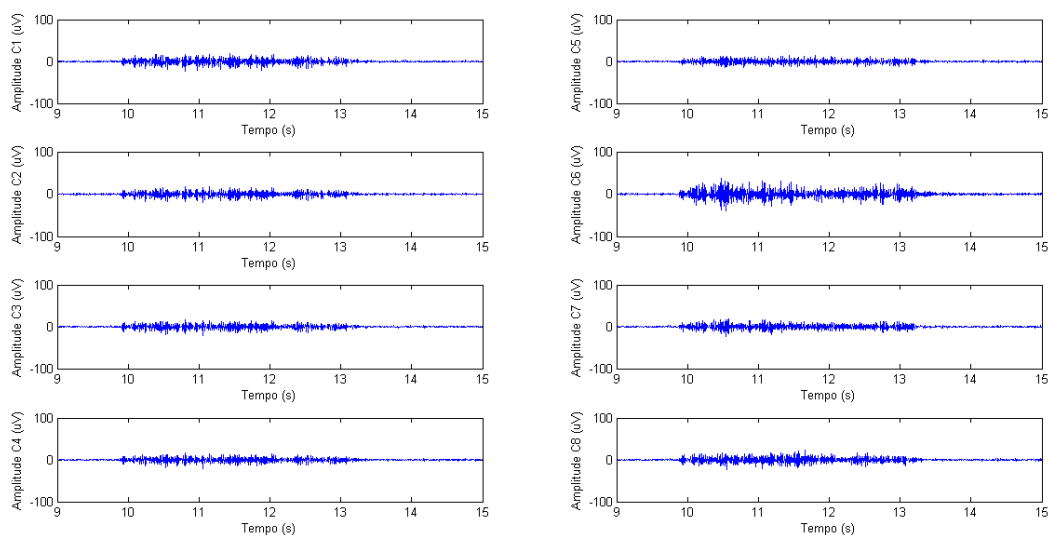 100
0
-100
Amplitude C1 (uV)
9 10 11 12 13 14 15
Tempo (s)
100
0
-100
Amplitude C2 (uV)
9 10 11 12 13 14 15
Tempo (s)
100
0
-100
Amplitude C3 (uV)
9 10 11 12 13 14 15
Tempo (s)
100
0
-100
Amplitude C4 (uV)
9 10 11 12 13 14 15
Tempo (s)
100
0
-100
Amplitude C5 (uV)
9 10 11 12 13 14 15
Tempo (s)
100
0
-100
Amplitude C6 (uV)
9 10 11 12 13 14 15
Tempo (s)
100
0
-100
Amplitude C7 (uV)
9 10 11 12 13 14 15
Tempo (s)
100
0
-100
Amplitude C8 (uV)
9 10 11 12 13 14 15
Tempo (s)